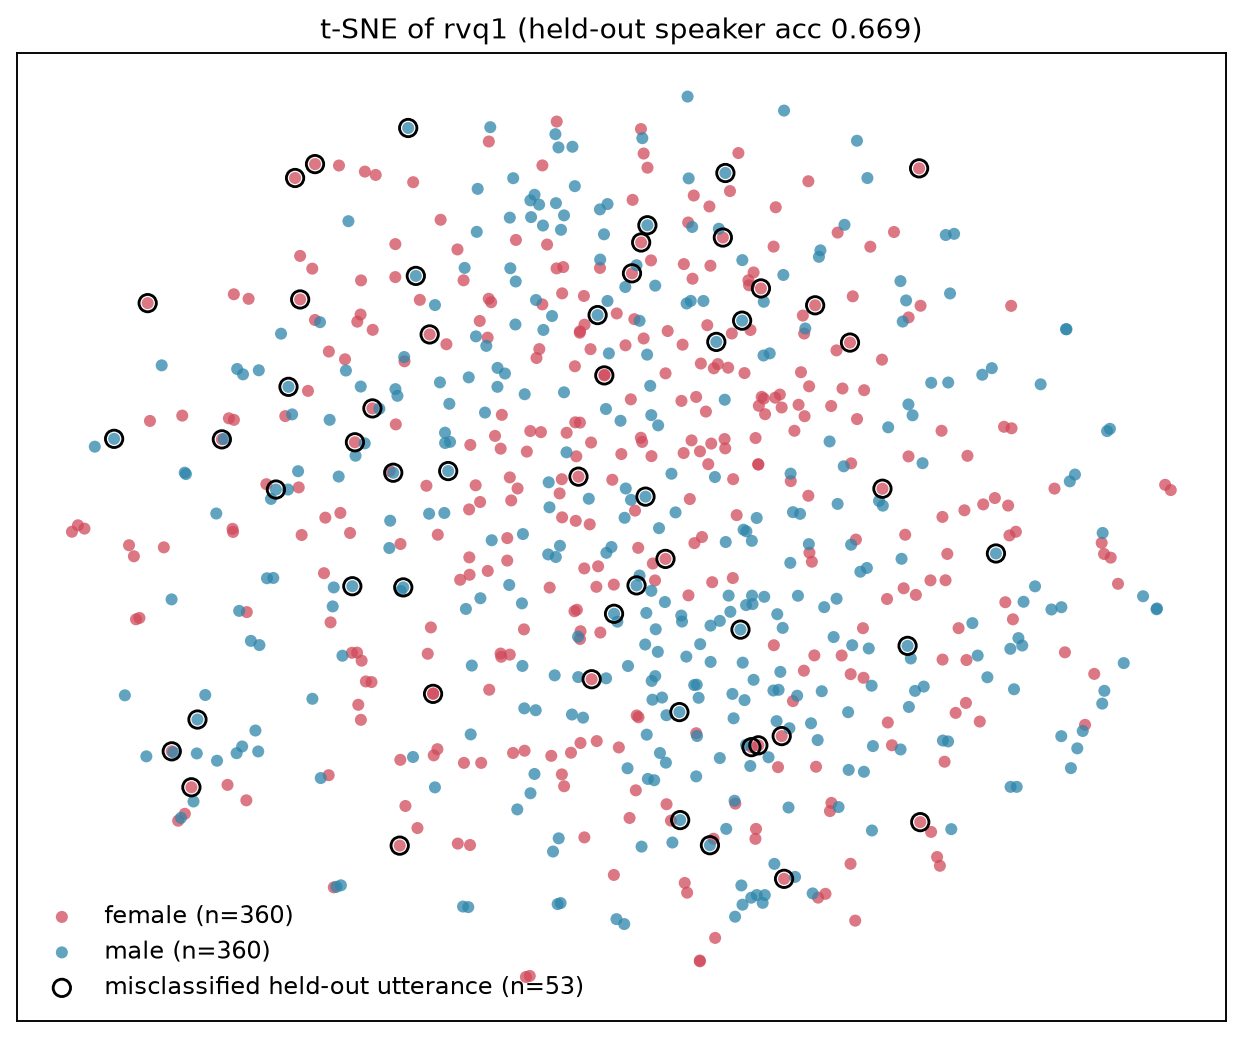 t-SNE of rvq1 (held-out speaker acc 0.669)
female (n=360)
male (n=360)
misclassified held-out utterance (n=53)